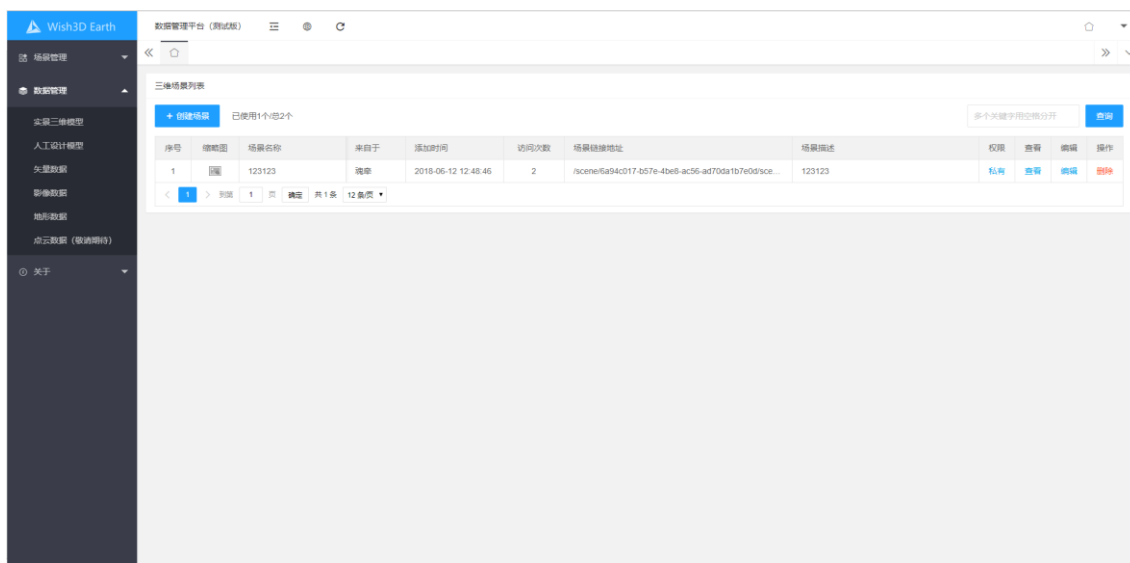 Wish3D Earth
数据管理平台（测试版）
场景管理
数据管理
实景三维模型
人工设计模型
矢量数据
影像数据
地形数据
点云数据（敬请期待）
关于
三维场景列表
+ 创建场景 已使用1个/总2个 多个关键字用空格分开 查询
序号 缩略图 场景名称 来自于 添加时间 访问次数 场景链接地址 场景描述 权限 查看 编辑 操作
1 123123 2018-06-12 12:48:46 2 /scene/6a94c017-b57e-4be8-ac56-ad70da1b7e0d/sce... 123123 私有 查看 编辑 删除
1 到第 1 页 确定 共1条 12条/页